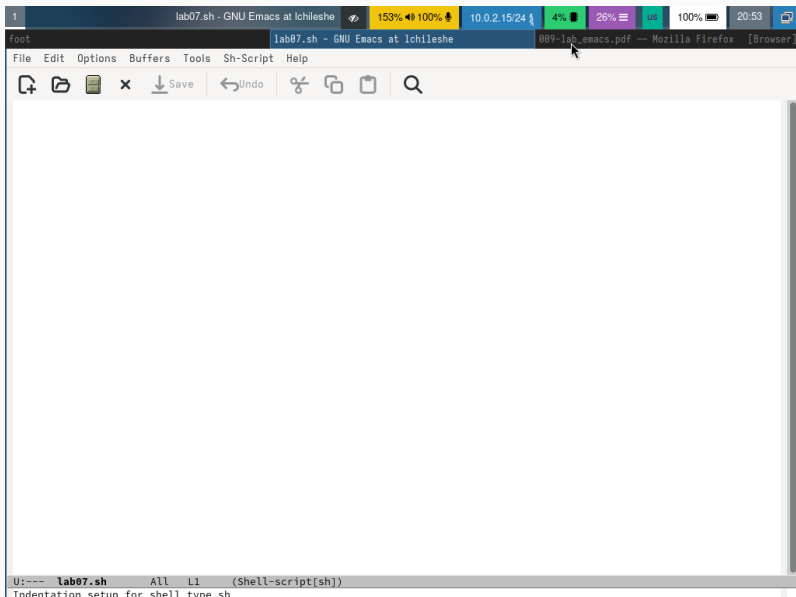 1 lab07.sh - GNU Emacs at lchileshe 153% 100% 10.0.2.15/24 4% 26% us 100% 20:53
foot lab07.sh - GNU Emacs at lchileshe 009-lab_emacs.pdf — Mozilla Firefox [Browser]
File Edit Options Buffers Tools Sh-Script Help
Save Undo
U:--- lab07.sh All L1 (Shell-script[sh])
Indentation setup for shell type sh